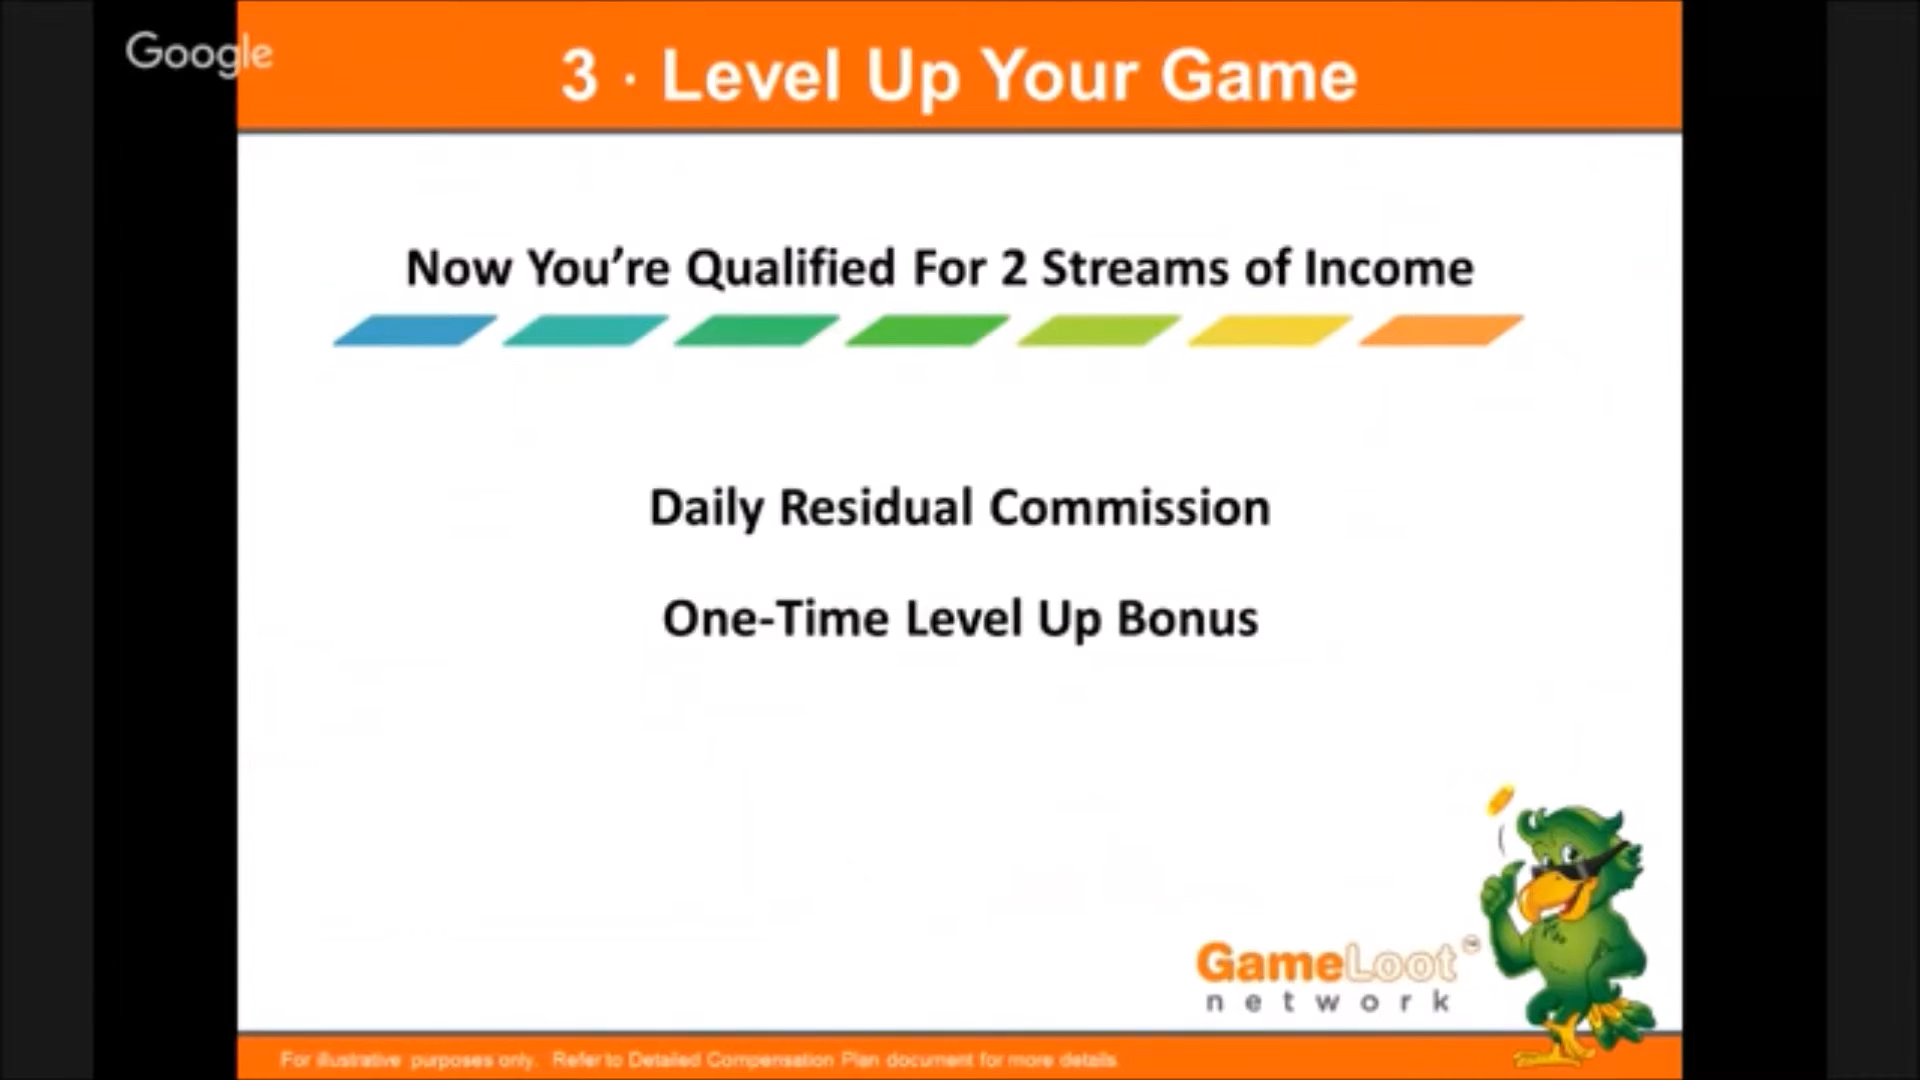 Google
3 · Level Up Your Game
Now You’re Qualified For 2 Streams of Income
Daily Residual Commission
One-Time Level Up Bonus
GameLoot™
network
For illustrative purposes only. Refer to Detailed Compensation Plan document for more details.